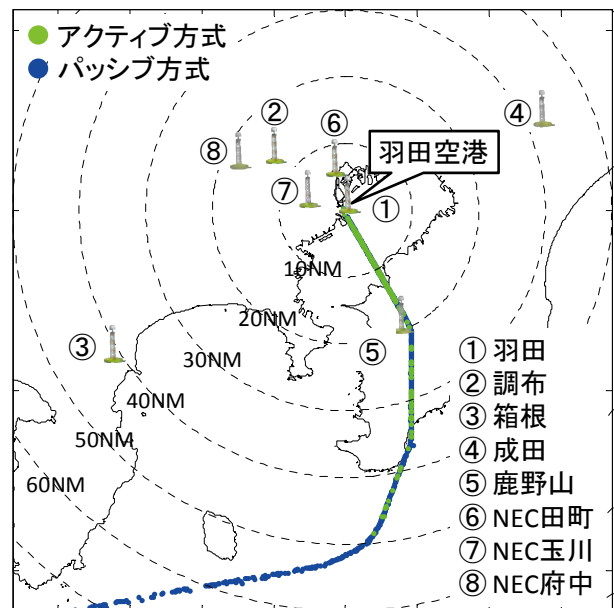 アクティブ方式
パッシブ方式
②
⑥
④
⑧
羽田空港
⑦
①
10NM
20NM
③
⑤
30NM
40NM
50NM
60NM
① 羽田
② 調布
③ 箱根
④ 成田
⑤ 鹿野山
⑥ NEC田町
⑦ NEC玉川
⑧ NEC府中